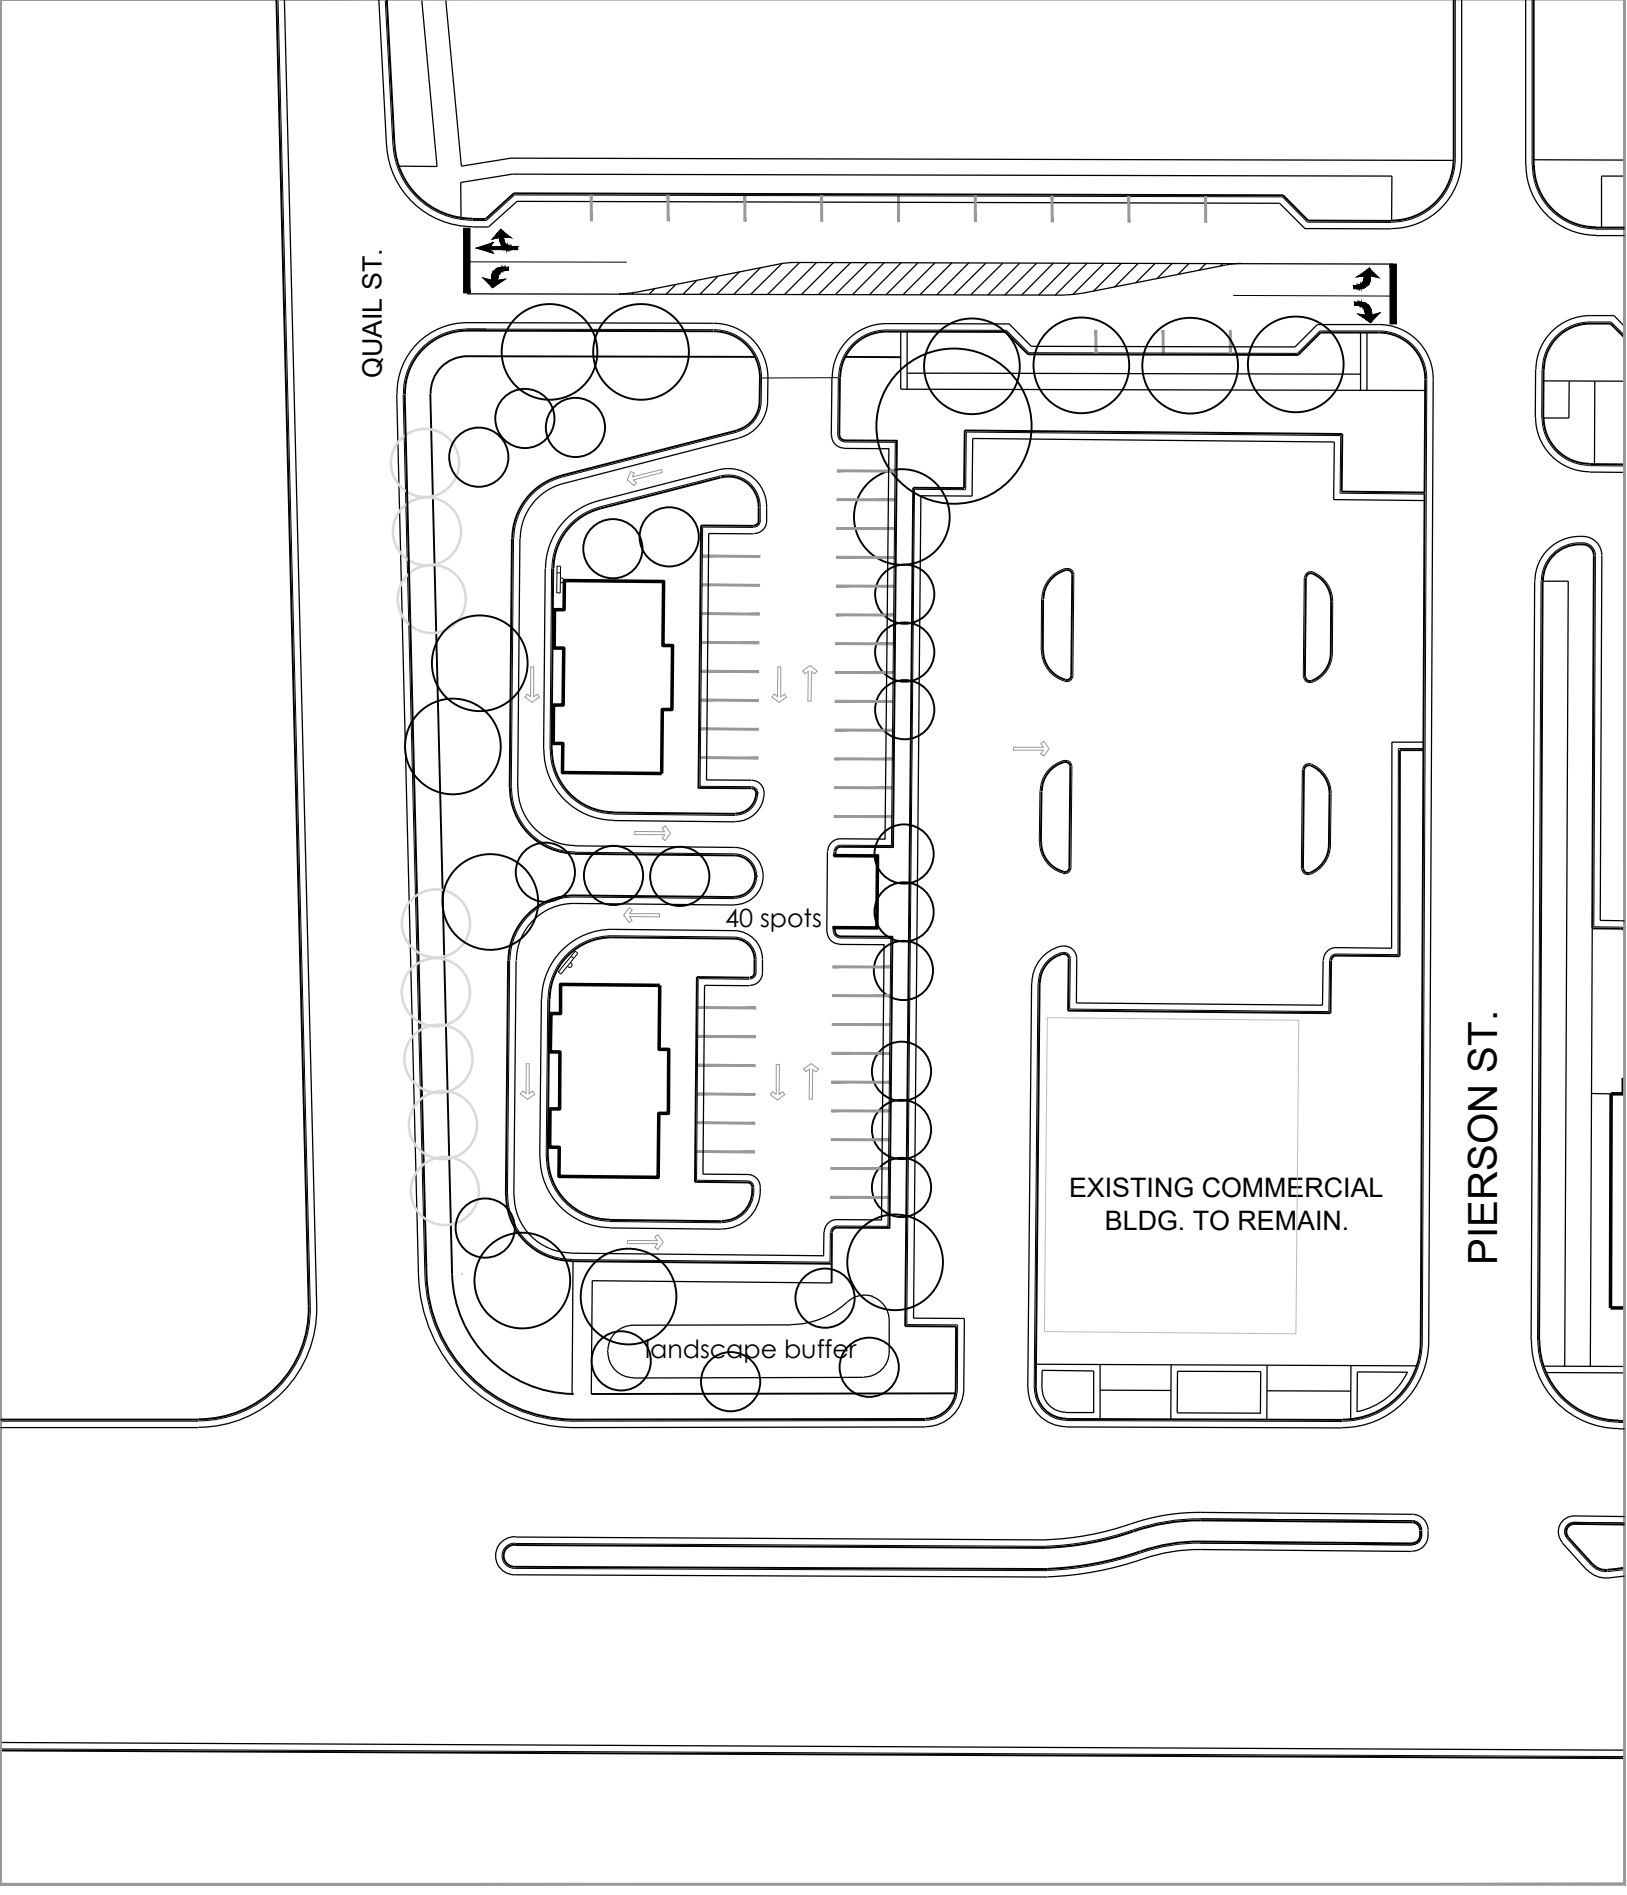 QUAIL ST.
40 spots
PIERSON ST.
EXISTING COMMERCIAL
BLDG. TO REMAIN.
landscape buffer